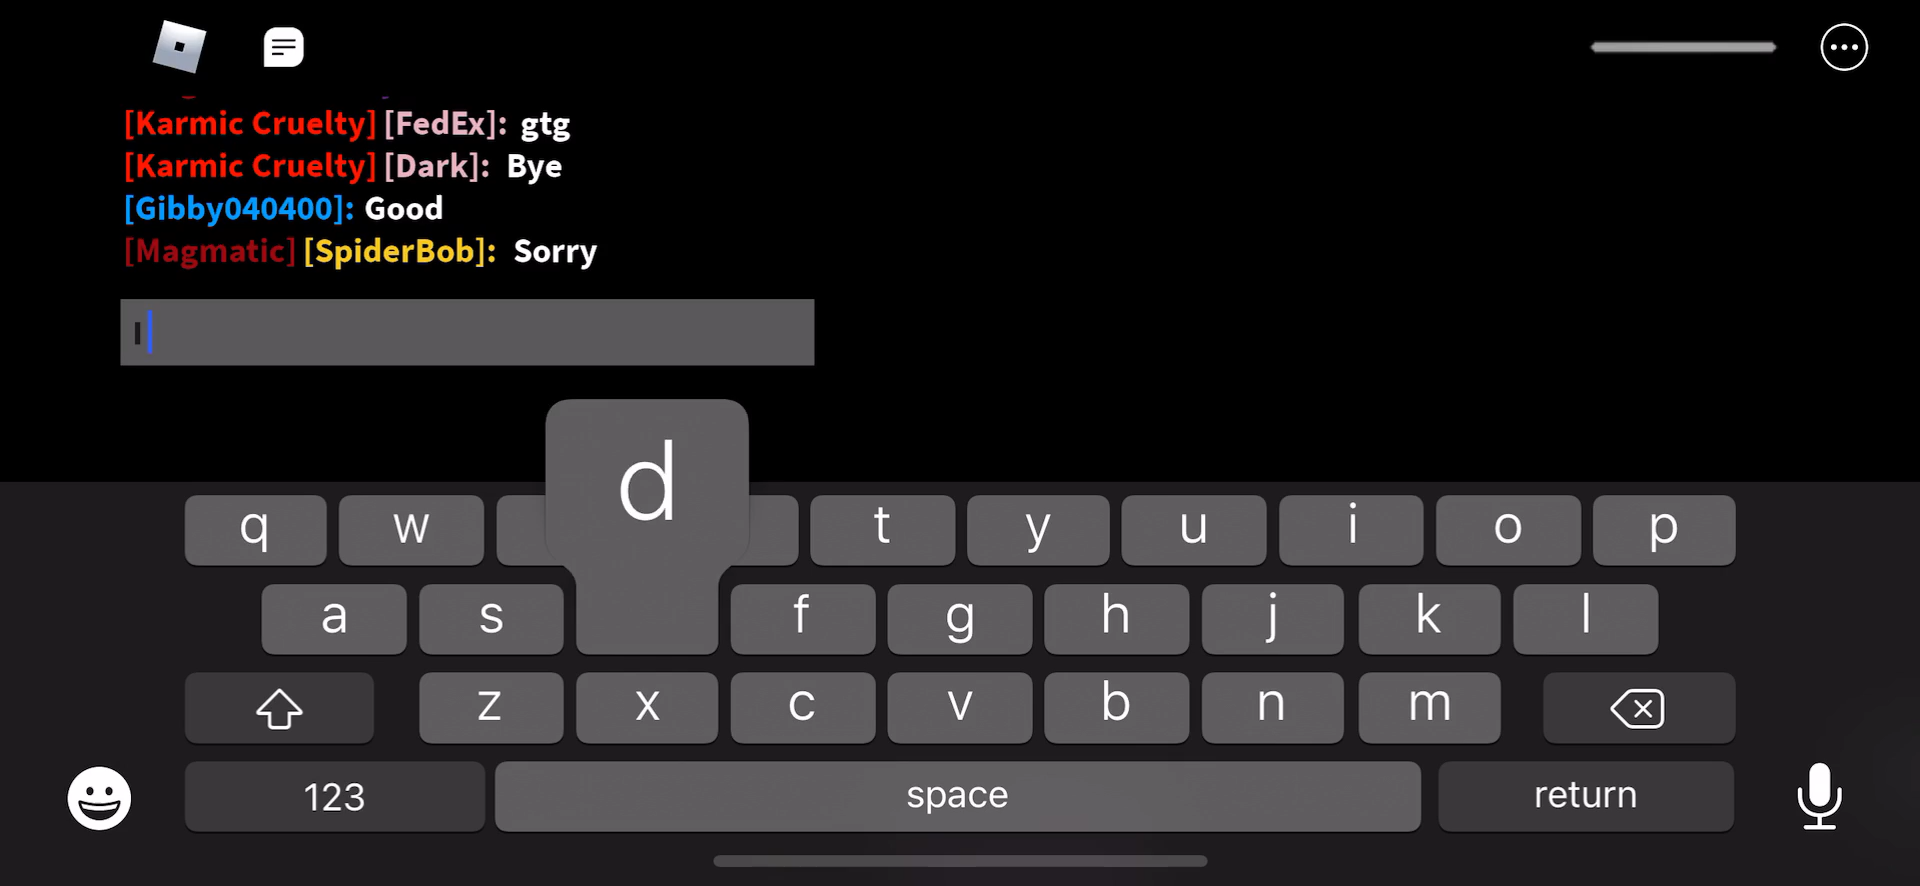 [Karmic Cruelty] [FedEx]: gtg
[Karmic Cruelty] [Dark]: Bye
[Gibby040400]: Good
[Magmatic] [SpiderBob]: Sorry
I
d
q w t y u i o p
a s f g h j k l
z x c v b n m
123 space return